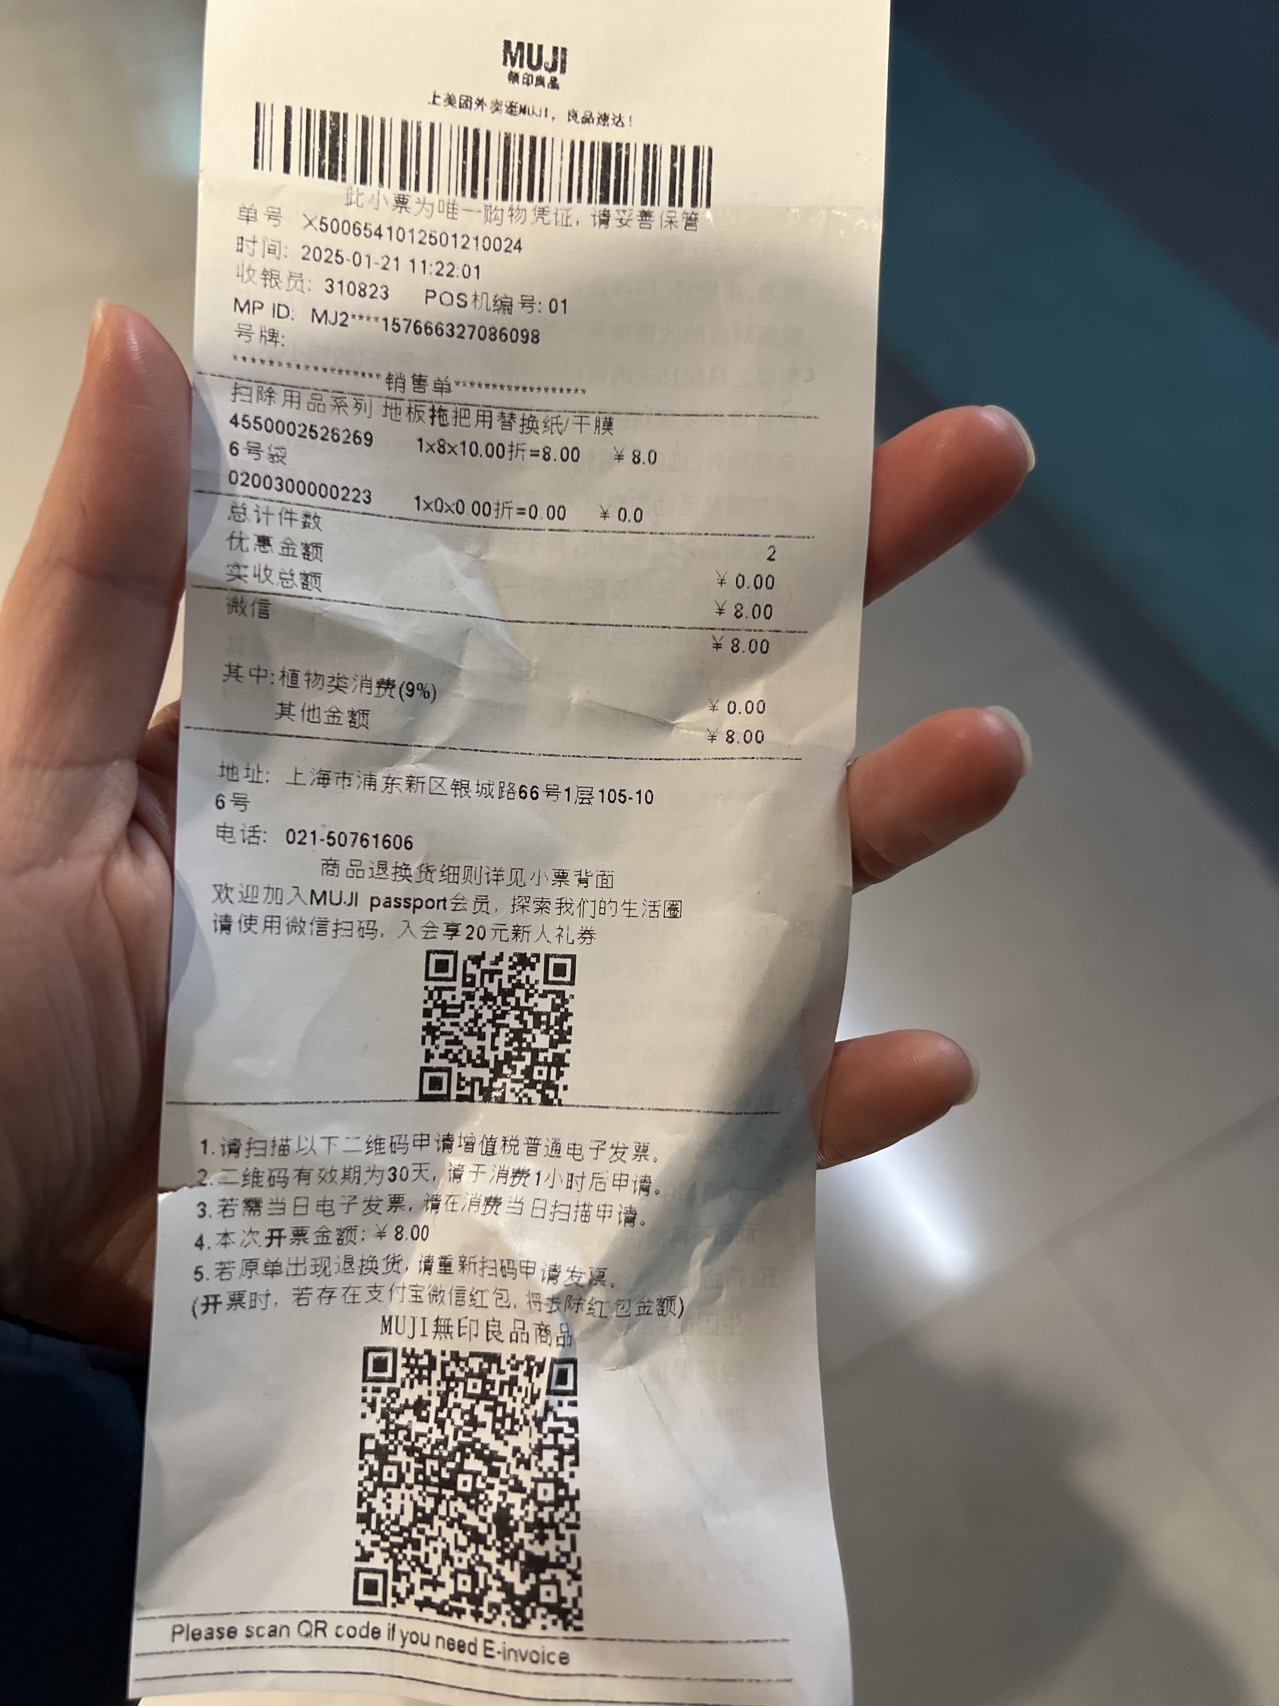 MUJI
無印良品
上美团外卖逛MUJI，良品速达！
此小票为唯一购物凭证, 请妥善保管
单号 X5006541012501210024
时间: 2025-01-21 11:22:01
收银员: 310823 POS机编号: 01
MP ID: MJ2****157666327086098
号牌:
******************销售单******************
扫除用品系列 地板拖把用替换纸/干膜
4550002526269 1x8x10.00折=8.00 ￥8.0
6号袋
0200300000223 1x0x0.00折=0.00 ￥0.0
总计件数 2
优惠金额 ￥0.00
实收总额 ￥8.00
微信 ￥8.00
其中:植物类消费(9%) ￥0.00
其他金额 ￥8.00
地址: 上海市浦东新区银城路66号1层105-10
6号
电话: 021-50761606
商品退换货细则详见小票背面
欢迎加入MUJI passport会员, 探索我们的生活圈
请使用微信扫码, 入会享20元新人礼券
1.请扫描以下二维码申请增值税普通电子发票。
2.二维码有效期为30天, 请于消费1小时后申请。
3.若需当日电子发票, 请在消费当日扫描申请。
4.本次开票金额: ￥8.00
5.若原单出现退换货, 请重新扫码申请发票。
(开票时, 若存在支付宝微信红包, 将去除红包金额)
MUJI無印良品商品
Please scan QR code if you need E-invoice